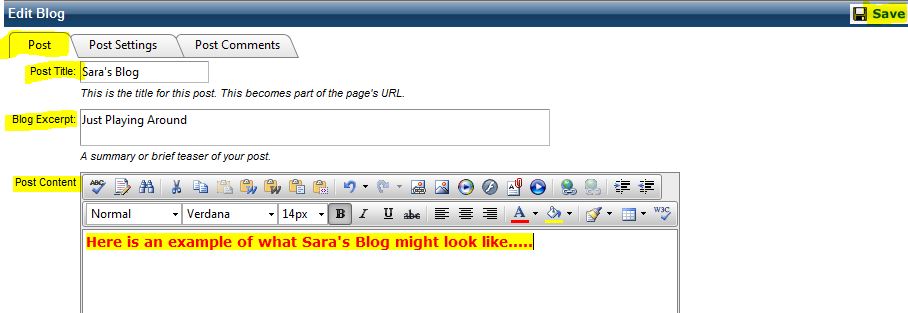 Edit Blog Save
Post Post Settings Post Comments
Post Title: Sara's Blog
This is the title for this post. This becomes part of the page's URL.
Blog Excerpt: Just Playing Around
A summary or brief teaser of your post.
Post Content
ABC
Normal Verdana 14px B I U abc A W3C
Here is an example of what Sara's Blog might look like.....